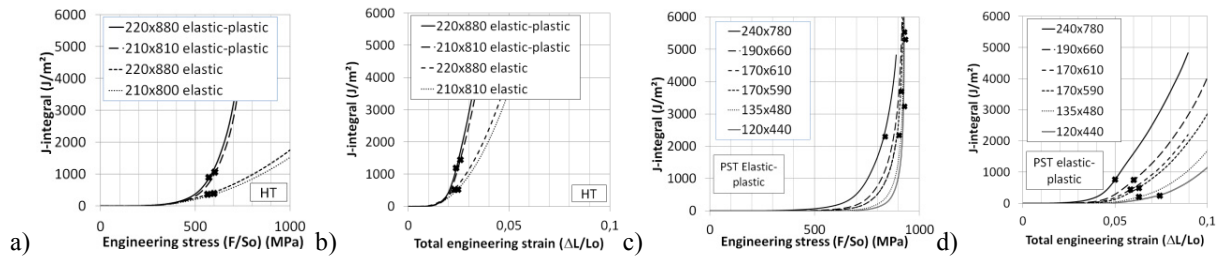 a)
J-integral (J/m²)
6000
5000
4000
3000
2000
1000
0
220x880 elastic-plastic
210x810 elastic-plastic
220x880 elastic
210x800 elastic
HT
0
500
1000
Engineering stress (F/So) (MPa)
b)
J-integral (J/m²)
6000
5000
4000
3000
2000
1000
0
220x880 elastic-plastic
210x810 elastic-plastic
220x880 elastic
210x810 elastic
HT
0
0,05
0,1
Total engineering strain (ΔL/Lo)
c)
J-integral (J/m²)
6000
5000
4000
3000
2000
1000
0
240x780
190x660
170x610
170x590
135x480
120x440
PST Elastic-
plastic
0
500
1000
Engineering stress (F/So) (MPa)
d)
J-integral (J/m²)
6000
5000
4000
3000
2000
1000
0
240x780
190x660
170x610
170x590
135x480
120x440
PST Elastic-
plastic
0
0,05
0,1
Total engineering strain (ΔL/Lo)